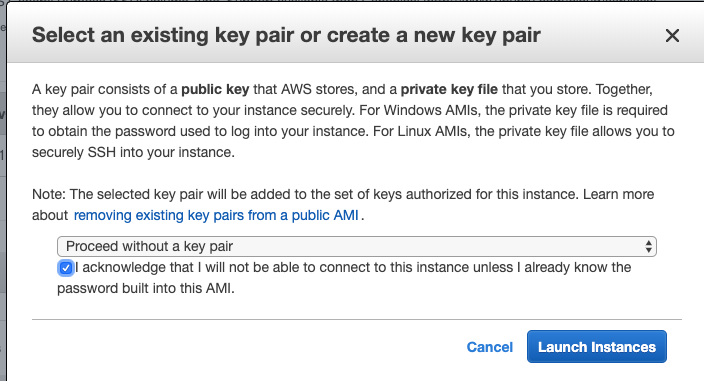 Select an existing key pair or create a new key pair
A key pair consists of a public key that AWS stores, and a private key file that you store. Together,
they allow you to connect to your instance securely. For Windows AMIs, the private key file is required
to obtain the password used to log into your instance. For Linux AMIs, the private key file allows you to
securely SSH into your instance.
Note: The selected key pair will be added to the set of keys authorized for this instance. Learn more
about removing existing key pairs from a public AMI.
Proceed without a key pair
I acknowledge that I will not be able to connect to this instance unless I already know the
password built into this AMI.
Cancel Launch Instances